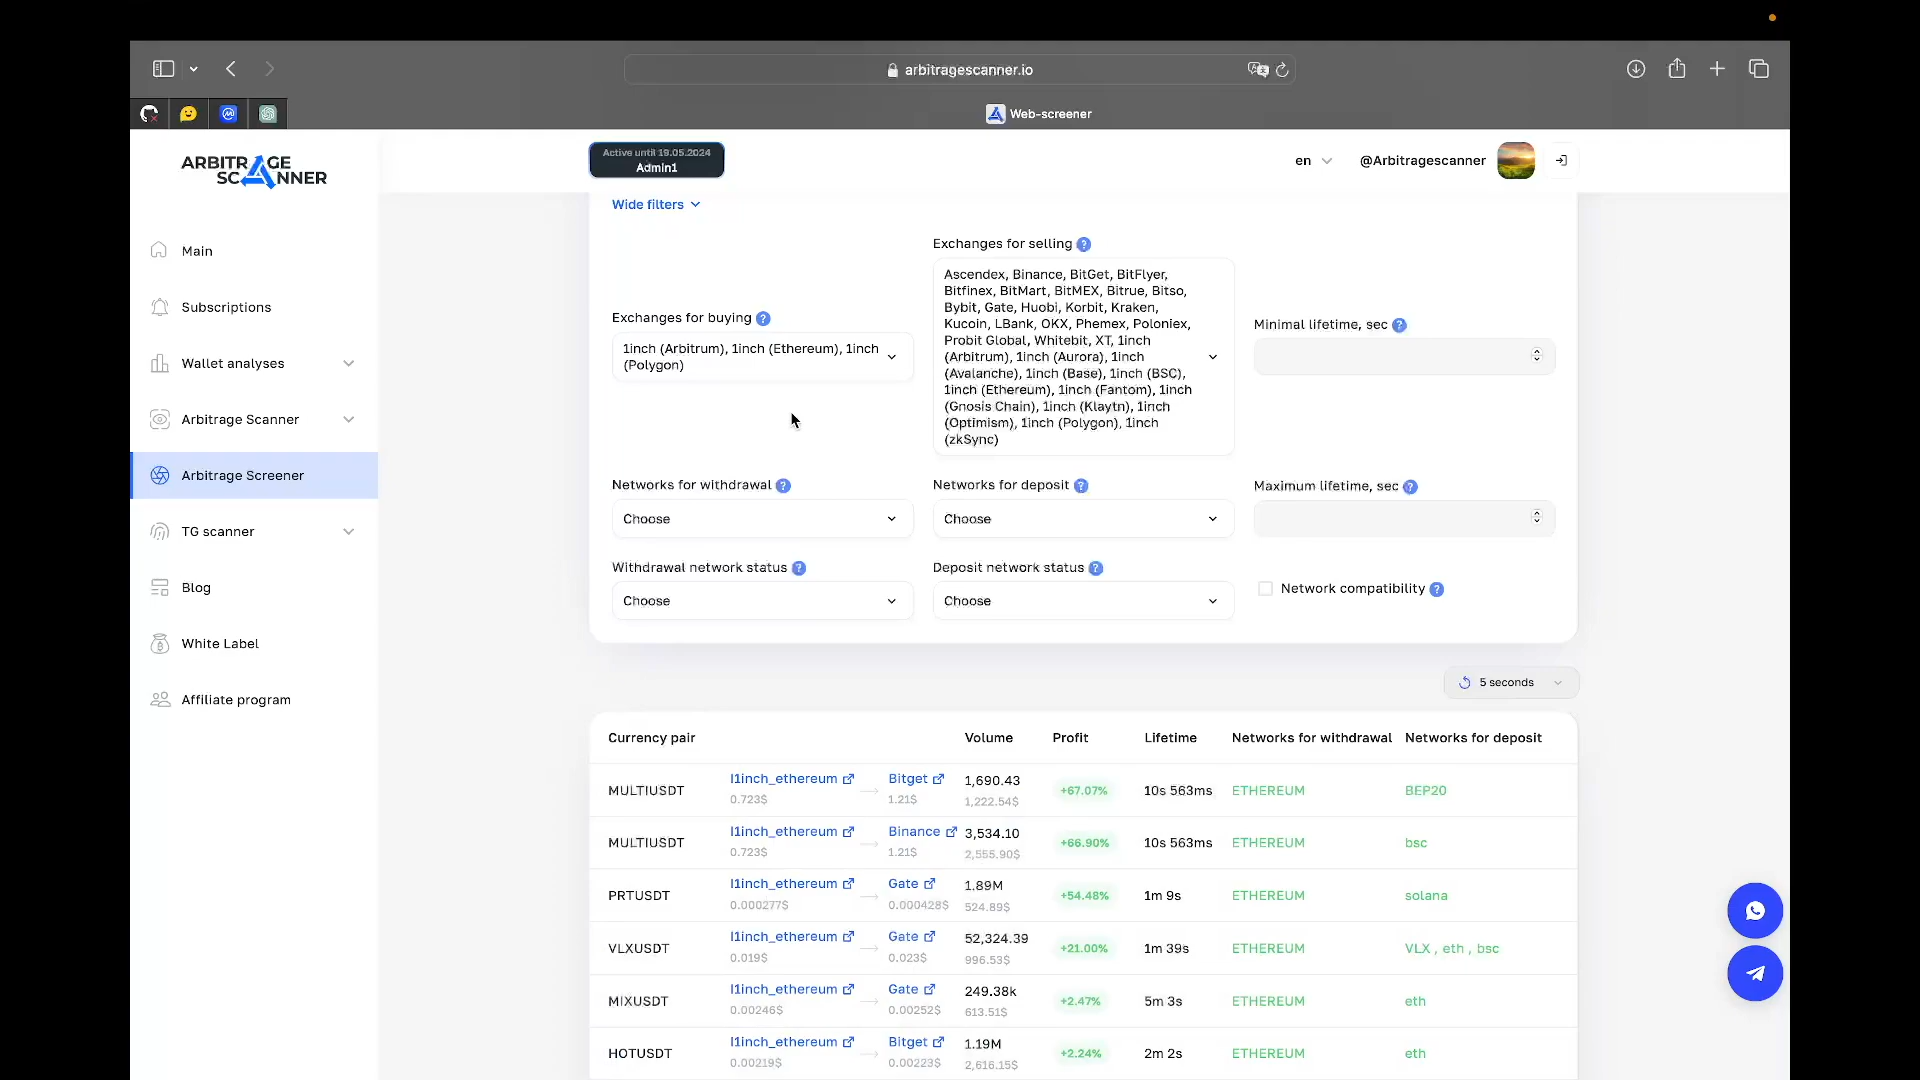 arbitragescanner.io
Web-screener
ARBITRAGE
SCANNER
Active until 19.05.2024
Admin1
en
@Arbitragescanner
Main
Subscriptions
Wallet analyses
Arbitrage Scanner
Arbitrage Screener
TG scanner
Blog
White Label
Affiliate program
Wide filters
Exchanges for buying ?
1inch (Arbitrum), 1inch (Ethereum), 1inch
(Polygon)
Exchanges for selling ?
Ascendex, Binance, BitGet, BitFlyer,
Bitfinex, BitMart, BitMEX, Bitrue, Bitso,
Bybit, Gate, Huobi, Korbit, Kraken,
Kucoin, LBank, OKX, Phemex, Poloniex,
Probit Global, Whitebit, XT, 1inch
(Arbitrum), 1inch (Aurora), 1inch
(Avalanche), 1inch (Base), 1inch (BSC),
1inch (Ethereum), 1inch (Fantom), 1inch
(Gnosis Chain), 1inch (Klaytn), 1inch
(Optimism), 1inch (Polygon), 1inch
(zkSync)
Minimal lifetime, sec ?
Networks for withdrawal ?
Choose
Networks for deposit ?
Choose
Maximum lifetime, sec ?
Withdrawal network status ?
Choose
Deposit network status ?
Choose
Network compatibility ?
5 seconds
Currency pair Volume Profit Lifetime Networks for withdrawal Networks for deposit
MULTIUSDT l1inch_ethereum Bitget 1,690.43 +67.07% 10s 563ms ETHEREUM BEP20
0.723$ 1.21$ 1,222.54$
MULTIUSDT l1inch_ethereum Binance 3,534.10 +66.90% 10s 563ms ETHEREUM bsc
0.723$ 1.21$ 2,555.90$
PRTUSDT l1inch_ethereum Gate 1.89M +54.48% 1m 9s ETHEREUM solana
0.000277$ 0.000428$ 524.89$
VLXUSDT l1inch_ethereum Gate 52,324.39 +21.00% 1m 39s ETHEREUM VLX , eth , bsc
0.019$ 0.023$ 996.53$
MIXUSDT l1inch_ethereum Gate 249.38k +2.47% 5m 3s ETHEREUM eth
0.00246$ 0.00252$ 613.51$
HOTUSDT l1inch_ethereum Bitget 1.19M +2.24% 2m 2s ETHEREUM eth
0.00219$ 0.00223$ 2,616.15$